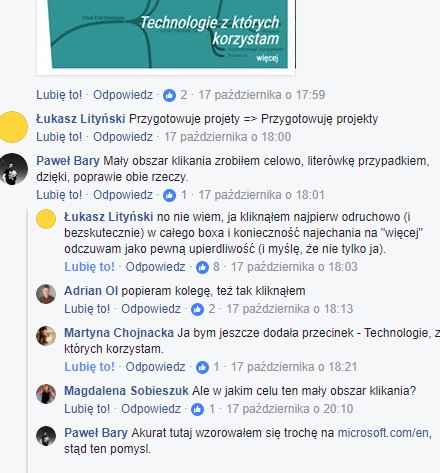 Technologie z których
korzystam
więcej
Lubię to! · Odpowiedz · 2 · 17 października o 17:59
Łukasz Lityński Przygotowuje projety => Przygotowuję projekty
Lubię to! · Odpowiedz · 17 października o 18:00
Paweł Bary Mały obszar klikania zrobiłem celowo, literówkę przypadkiem,
dzięki, poprawie obie rzeczy.
Lubię to! · Odpowiedz · 1 · 17 października o 18:01
Łukasz Lityński no nie wiem, ja kliknąłem najpierw odruchowo (i
bezskutecznie) w całego boxa i konieczność najechania na "więcej"
odczuwam jako pewną upierdliwość (i myślę, że nie tylko ja).
Lubię to! · Odpowiedz · 8 · 17 października o 18:03
Adrian Ol popieram kolegę, też tak kliknąłem
Lubię to! · Odpowiedz · 2 · 17 października o 18:13
Martyna Chojnacka Ja bym jeszcze dodała przecinek - Technologie, z
których korzystam.
Lubię to! · Odpowiedz · 1 · 17 października o 18:21
Magdalena Sobieszuk Ale w jakim celu ten mały obszar klikania?
Lubię to! · Odpowiedz · 1 · 17 października o 20:10
Paweł Bary Akurat tutaj wzorowałem się trochę na microsoft.com/en,
stąd ten pomysl.